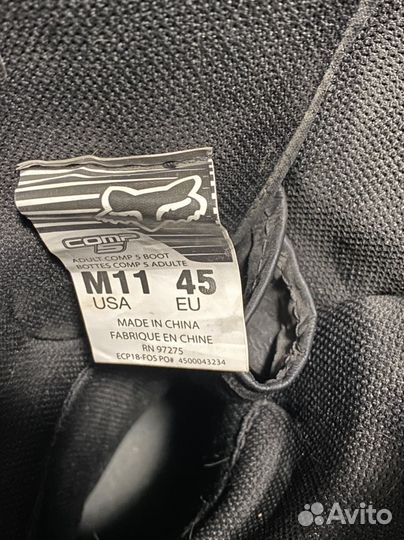 COMP 5
ADULT COMP 5 BOOT
BOTTES COMP 5 ADULTE
M11 45
USA EU
MADE IN CHINA
FABRIQUE EN CHINE
RN 97275
ECP18-FOS PO# 4500043234
Avito